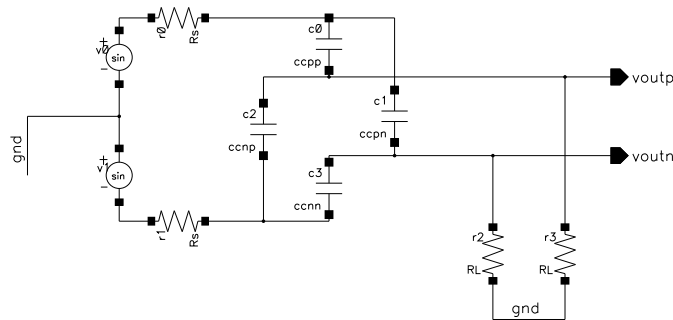 r0
Rs
c0
ccpp
+
v0
sin
-
voutp
c2
ccnp
c1
ccpn
gnd
+
v1
sin
-
c3
ccnn
voutn
r1
Rs
r2
RL
r3
RL
gnd